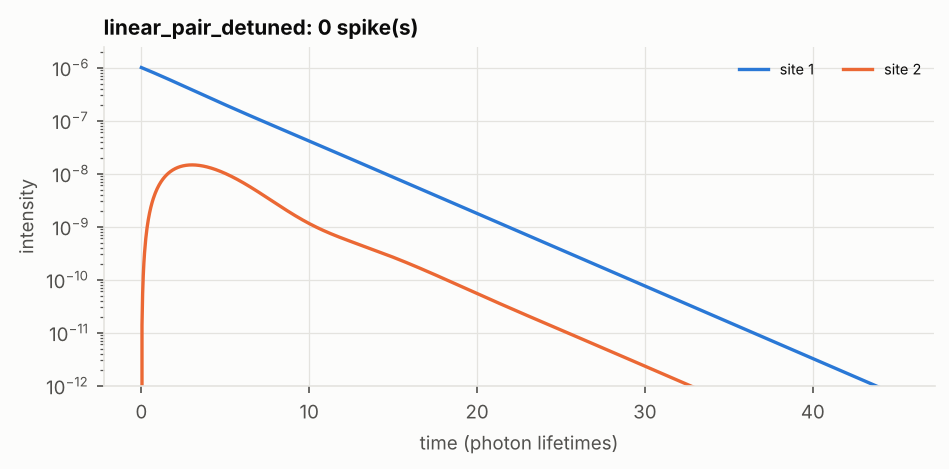 linear_pair_detuned: 0 spike(s)
site 1
site 2
intensity
10⁻⁶
10⁻⁷
10⁻⁸
10⁻⁹
10⁻¹⁰
10⁻¹¹
10⁻¹²
0 10 20 30 40
time (photon lifetimes)